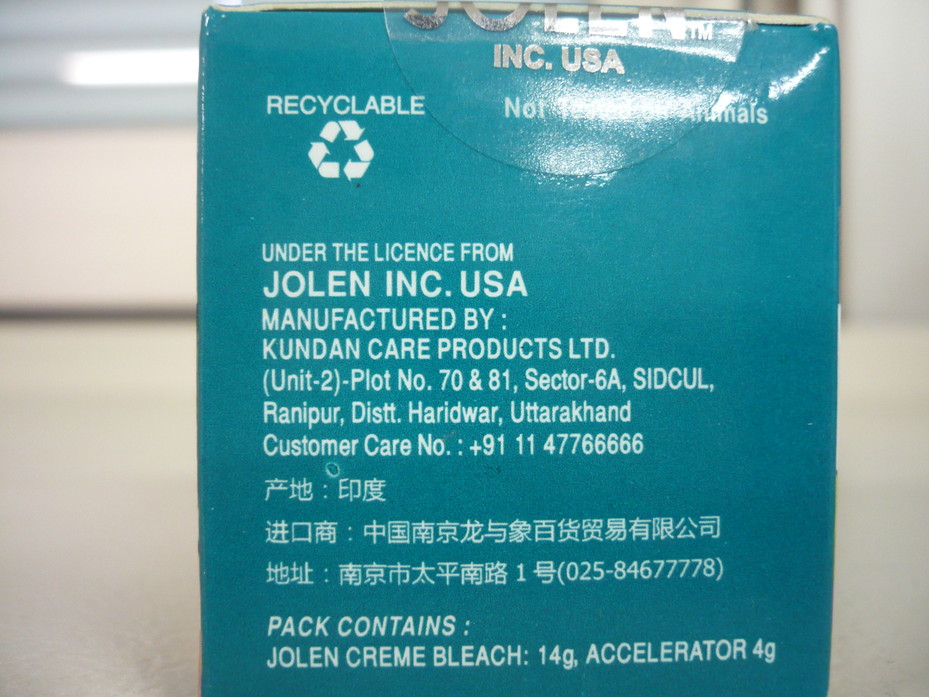 JOLEN™
INC. USA
RECYCLABLE
Not Animals
UNDER THE LICENCE FROM
JOLEN INC. USA
MANUFACTURED BY :
KUNDAN CARE PRODUCTS LTD.
(Unit-2)-Plot No. 70 & 81, Sector-6A, SIDCUL,
Ranipur, Distt. Haridwar, Uttarakhand
Customer Care No. : +91 11 47766666
产地：印度
进口商：中国南京龙与象百货贸易有限公司
地址：南京市太平南路 1 号(025-84677778)
PACK CONTAINS :
JOLEN CREME BLEACH: 14g, ACCELERATOR 4g